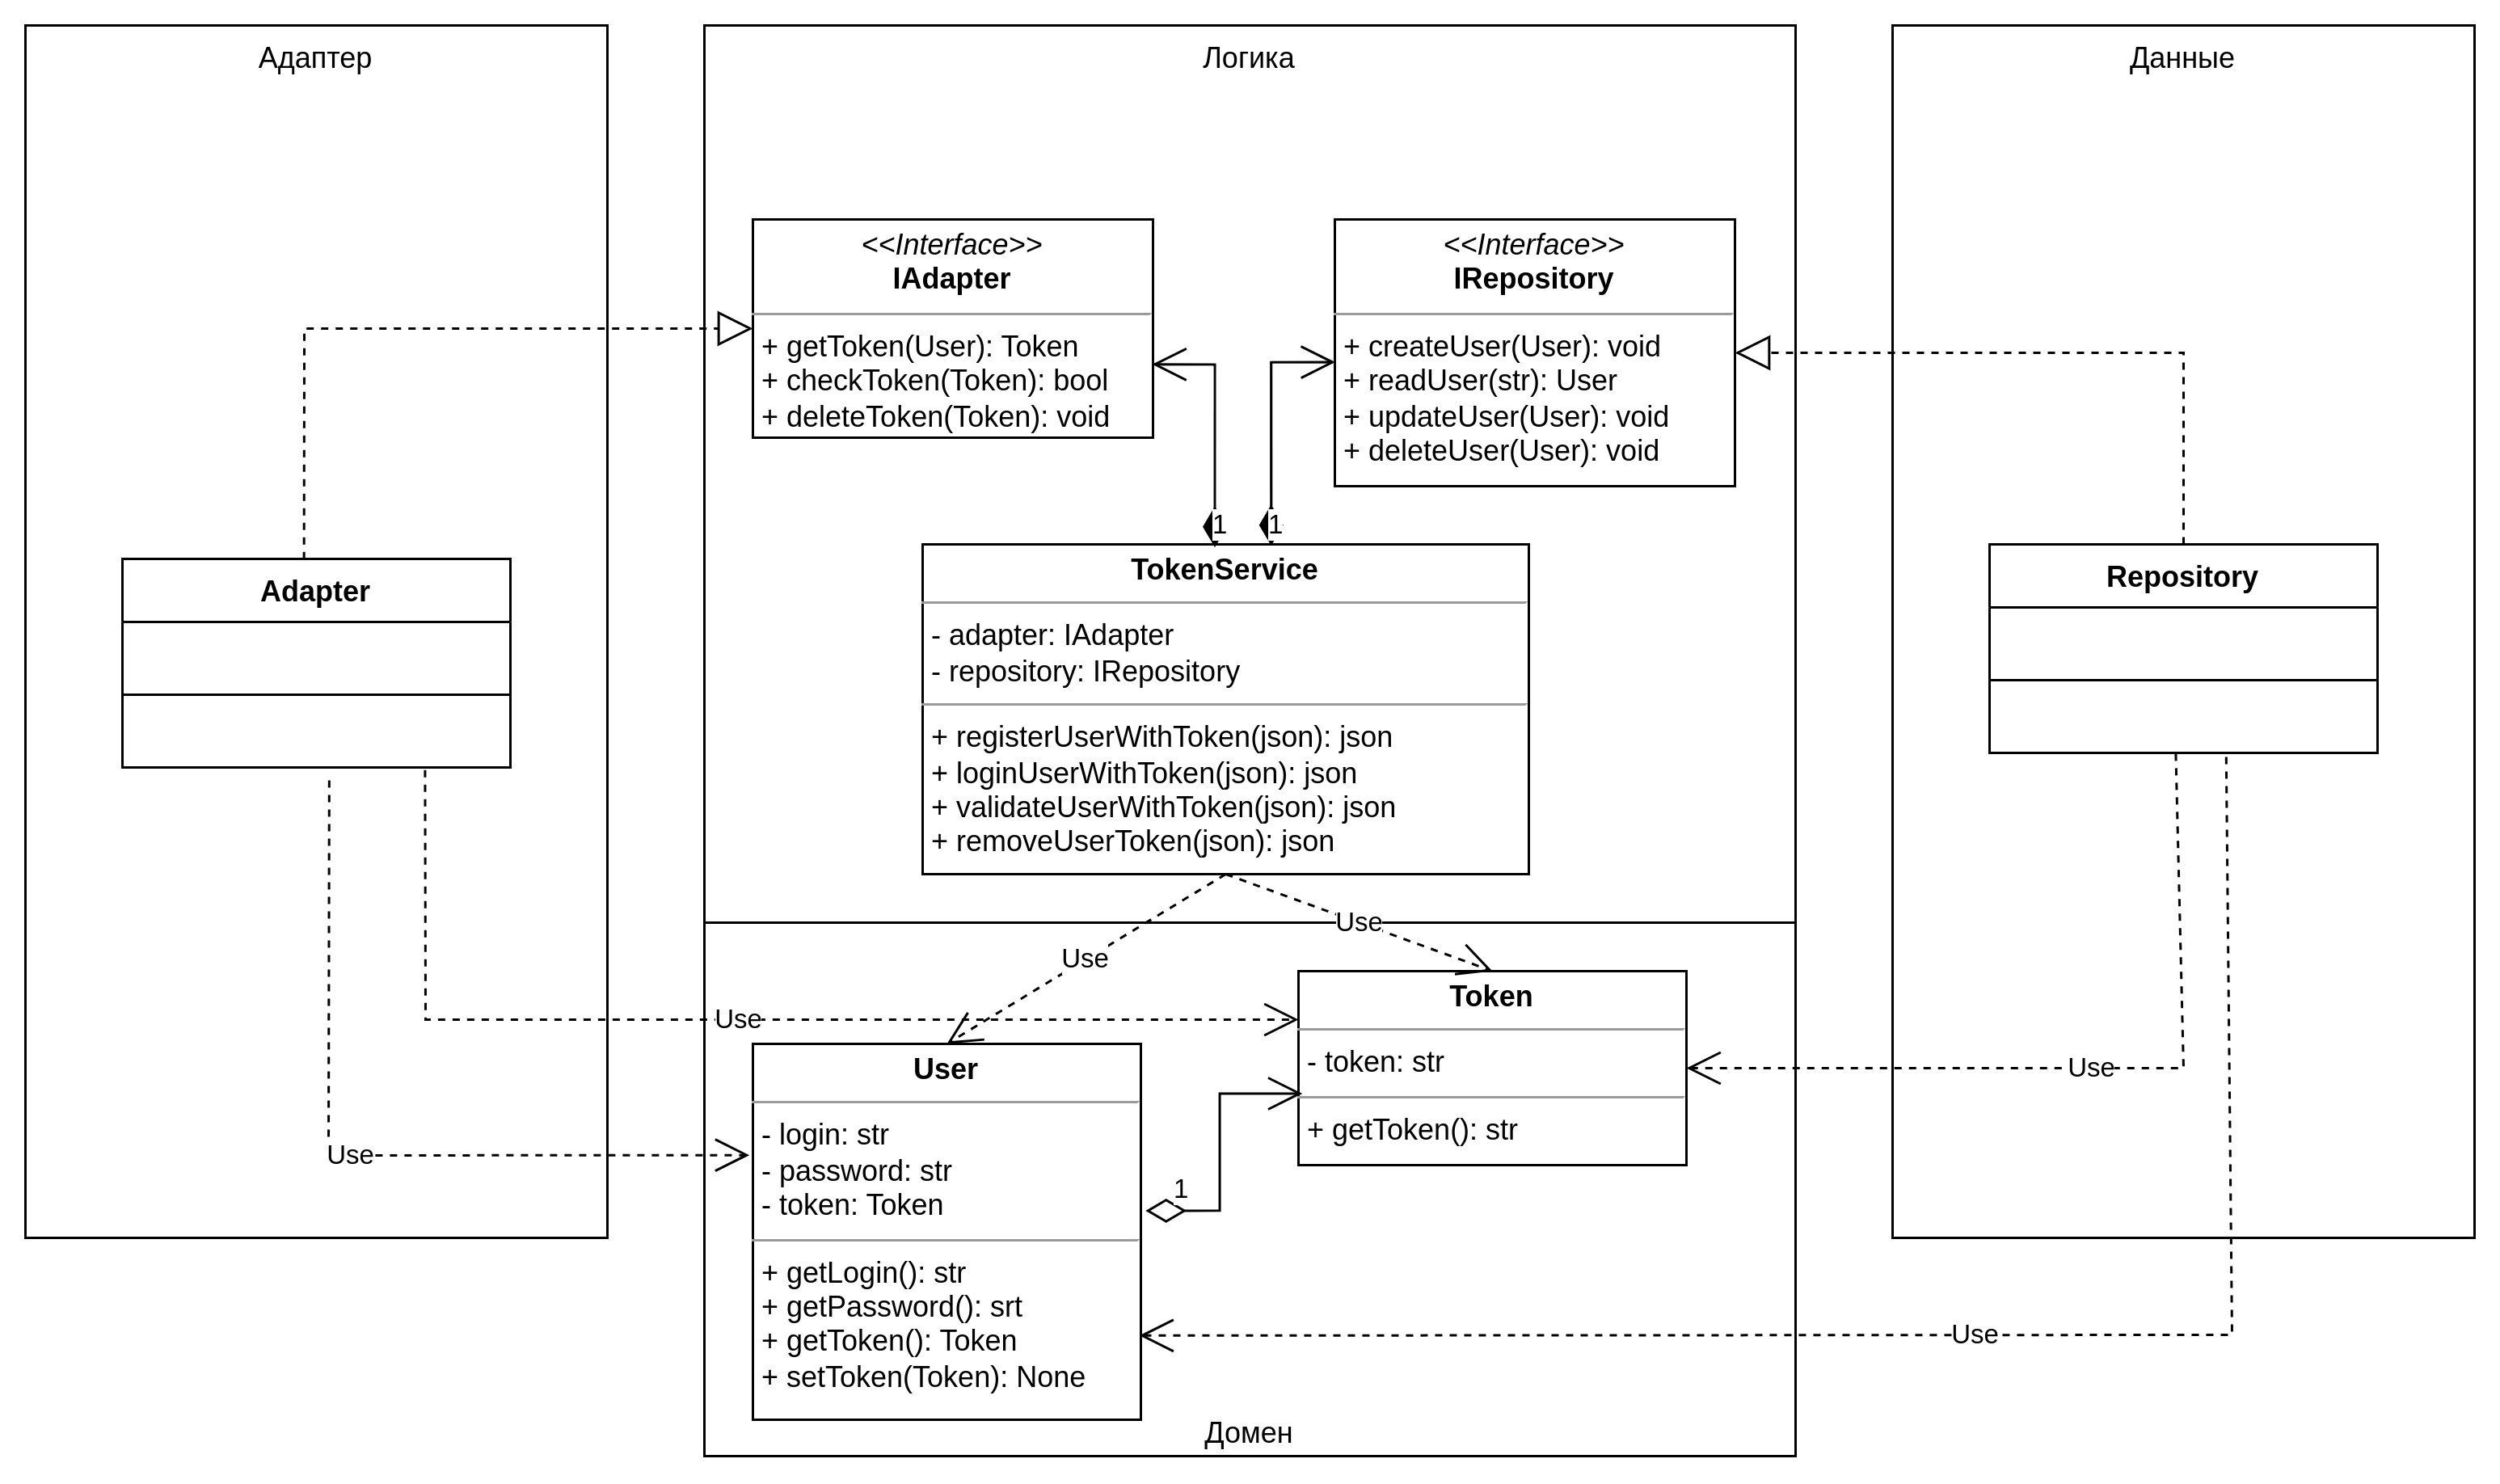 Адаптер
Логика
Данные
<<Interface>>
IAdapter
+ getToken(User): Token
+ checkToken(Token): bool
+ deleteToken(Token): void
<<Interface>>
IRepository
+ createUser(User): void
+ readUser(str): User
+ updateUser(User): void
+ deleteUser(User): void
1
1
Adapter
TokenService
- adapter: IAdapter
- repository: IRepository
+ registerUserWithToken(json): json
+ loginUserWithToken(json): json
+ validateUserWithToken(json): json
+ removeUserToken(json): json
Repository
Use
Use
Use
Token
- token: str
+ getToken(): str
Use
User
- login: str
- password: str
- token: Token
+ getLogin(): str
+ getPassword(): srt
+ getToken(): Token
+ setToken(Token): None
Use
1
Use
Домен